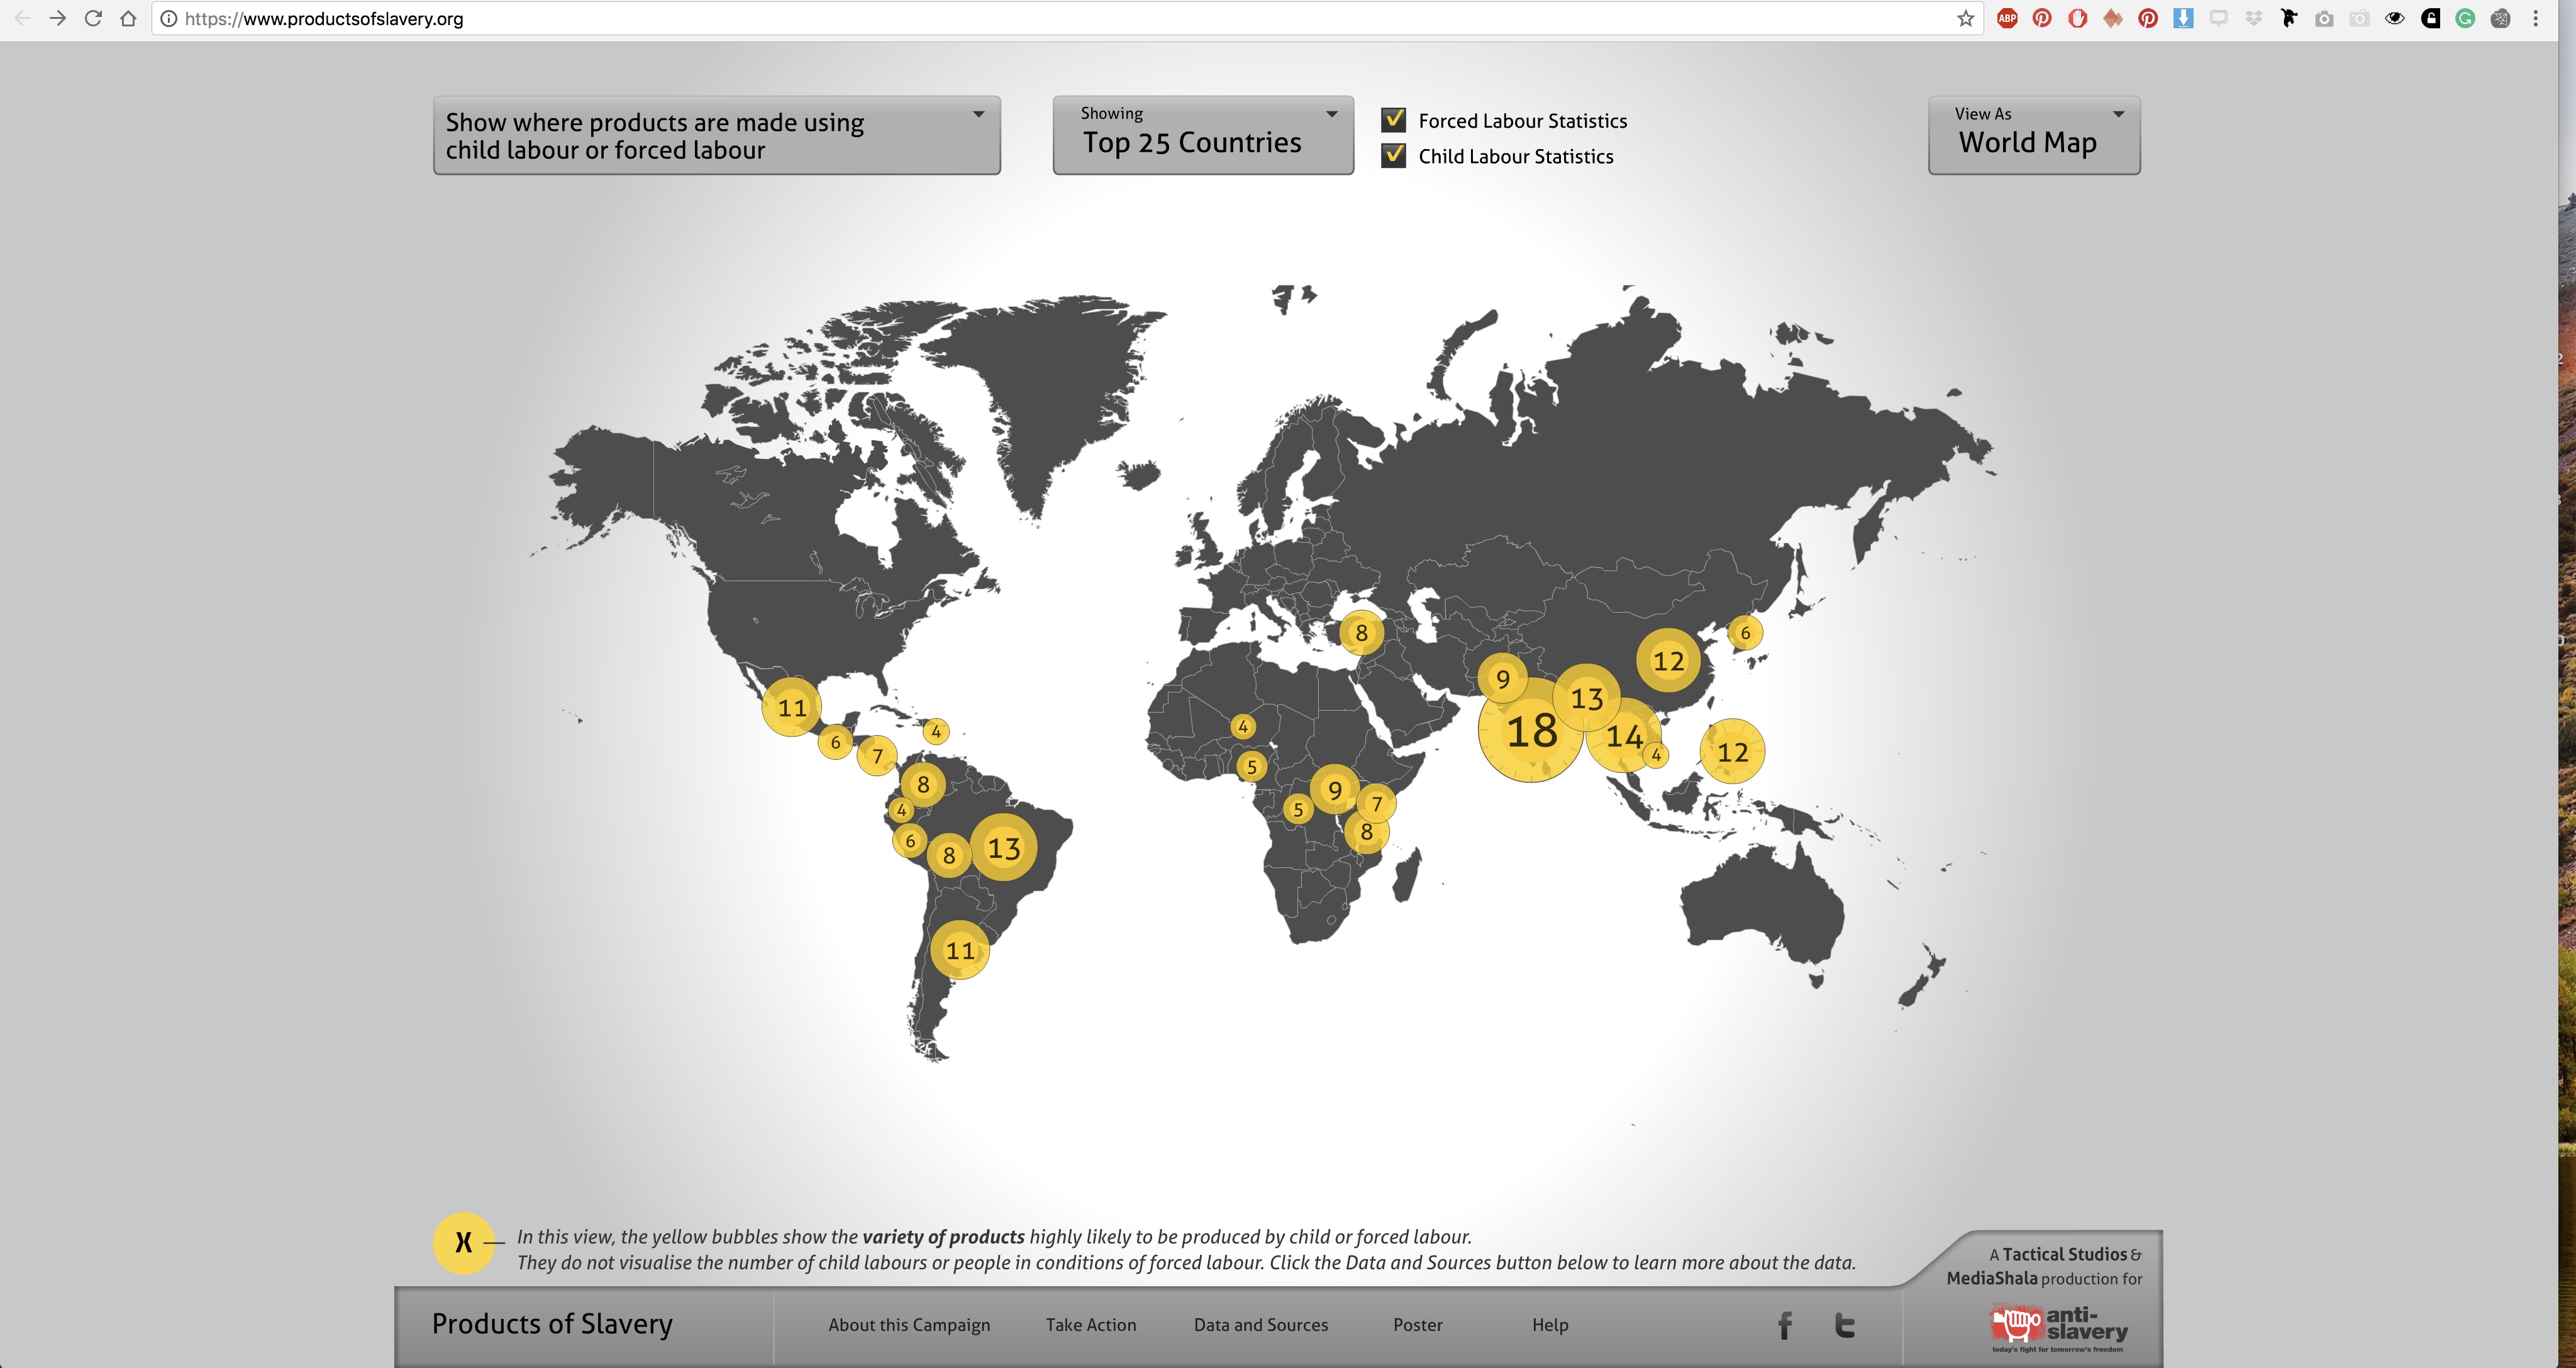 https://www.productsofslavery.org
ABP
Show where products are made using
child labour or forced labour
Showing
Top 25 Countries
Forced Labour Statistics
Child Labour Statistics
View As
World Map
8
6
12
9
13
11
18
14
4
12
6
7
4
4
5
8
4
9
5
7
8
6
8
13
11
X
In this view, the yellow bubbles show the variety of products highly likely to be produced by child or forced labour.
They do not visualise the number of child labours or people in conditions of forced labour. Click the Data and Sources button below to learn more about the data.
A Tactical Studios &
MediaShala production for
anti-
slavery
today's fight for tomorrow's freedom
Products of Slavery
About this Campaign
Take Action
Data and Sources
Poster
Help